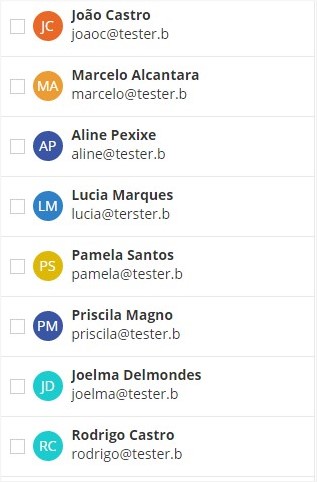 JC
João Castro
joaoc@tester.b
MA
Marcelo Alcantara
marcelo@tester.b
AP
Aline Pexixe
aline@tester.b
LM
Lucia Marques
lucia@terster.b
PS
Pamela Santos
pamela@tester.b
PM
Priscila Magno
priscila@tester.b
JD
Joelma Delmondes
joelma@tester.b
RC
Rodrigo Castro
rodrigo@tester.b